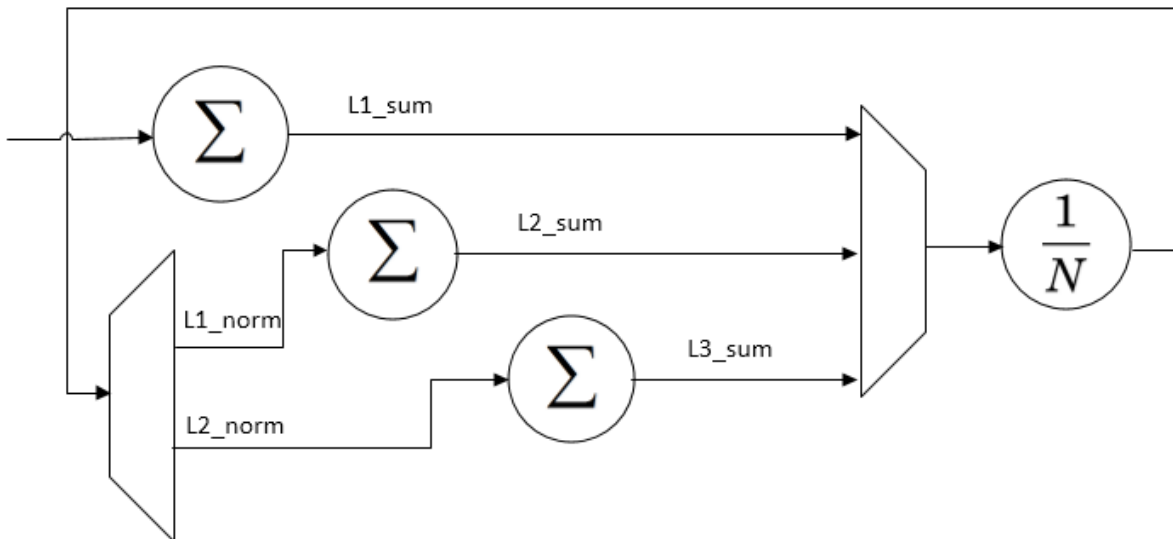 L1_sum
∑
L2_sum
∑
1
N
L1_norm
L3_sum
∑
L2_norm